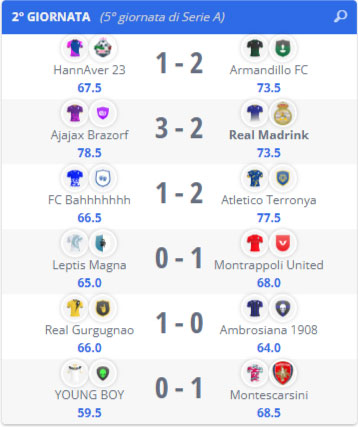 2° GIORNATA (5° giornata di Serie A)
HannAver 23 1 - 2 Armandillo FC
67.5 73.5
Ajajax Brazorf 3 - 2 Real Madrink
78.5 73.5
FC Bahhhhhhh 1 - 2 Atletico Terronya
66.5 77.5
Leptis Magna 0 - 1 Montrappoli United
65.0 68.0
Real Gurgugnao 1 - 0 Ambrosiana 1908
66.0 64.0
YOUNG BOY 0 - 1 Montescarsini
59.5 68.5